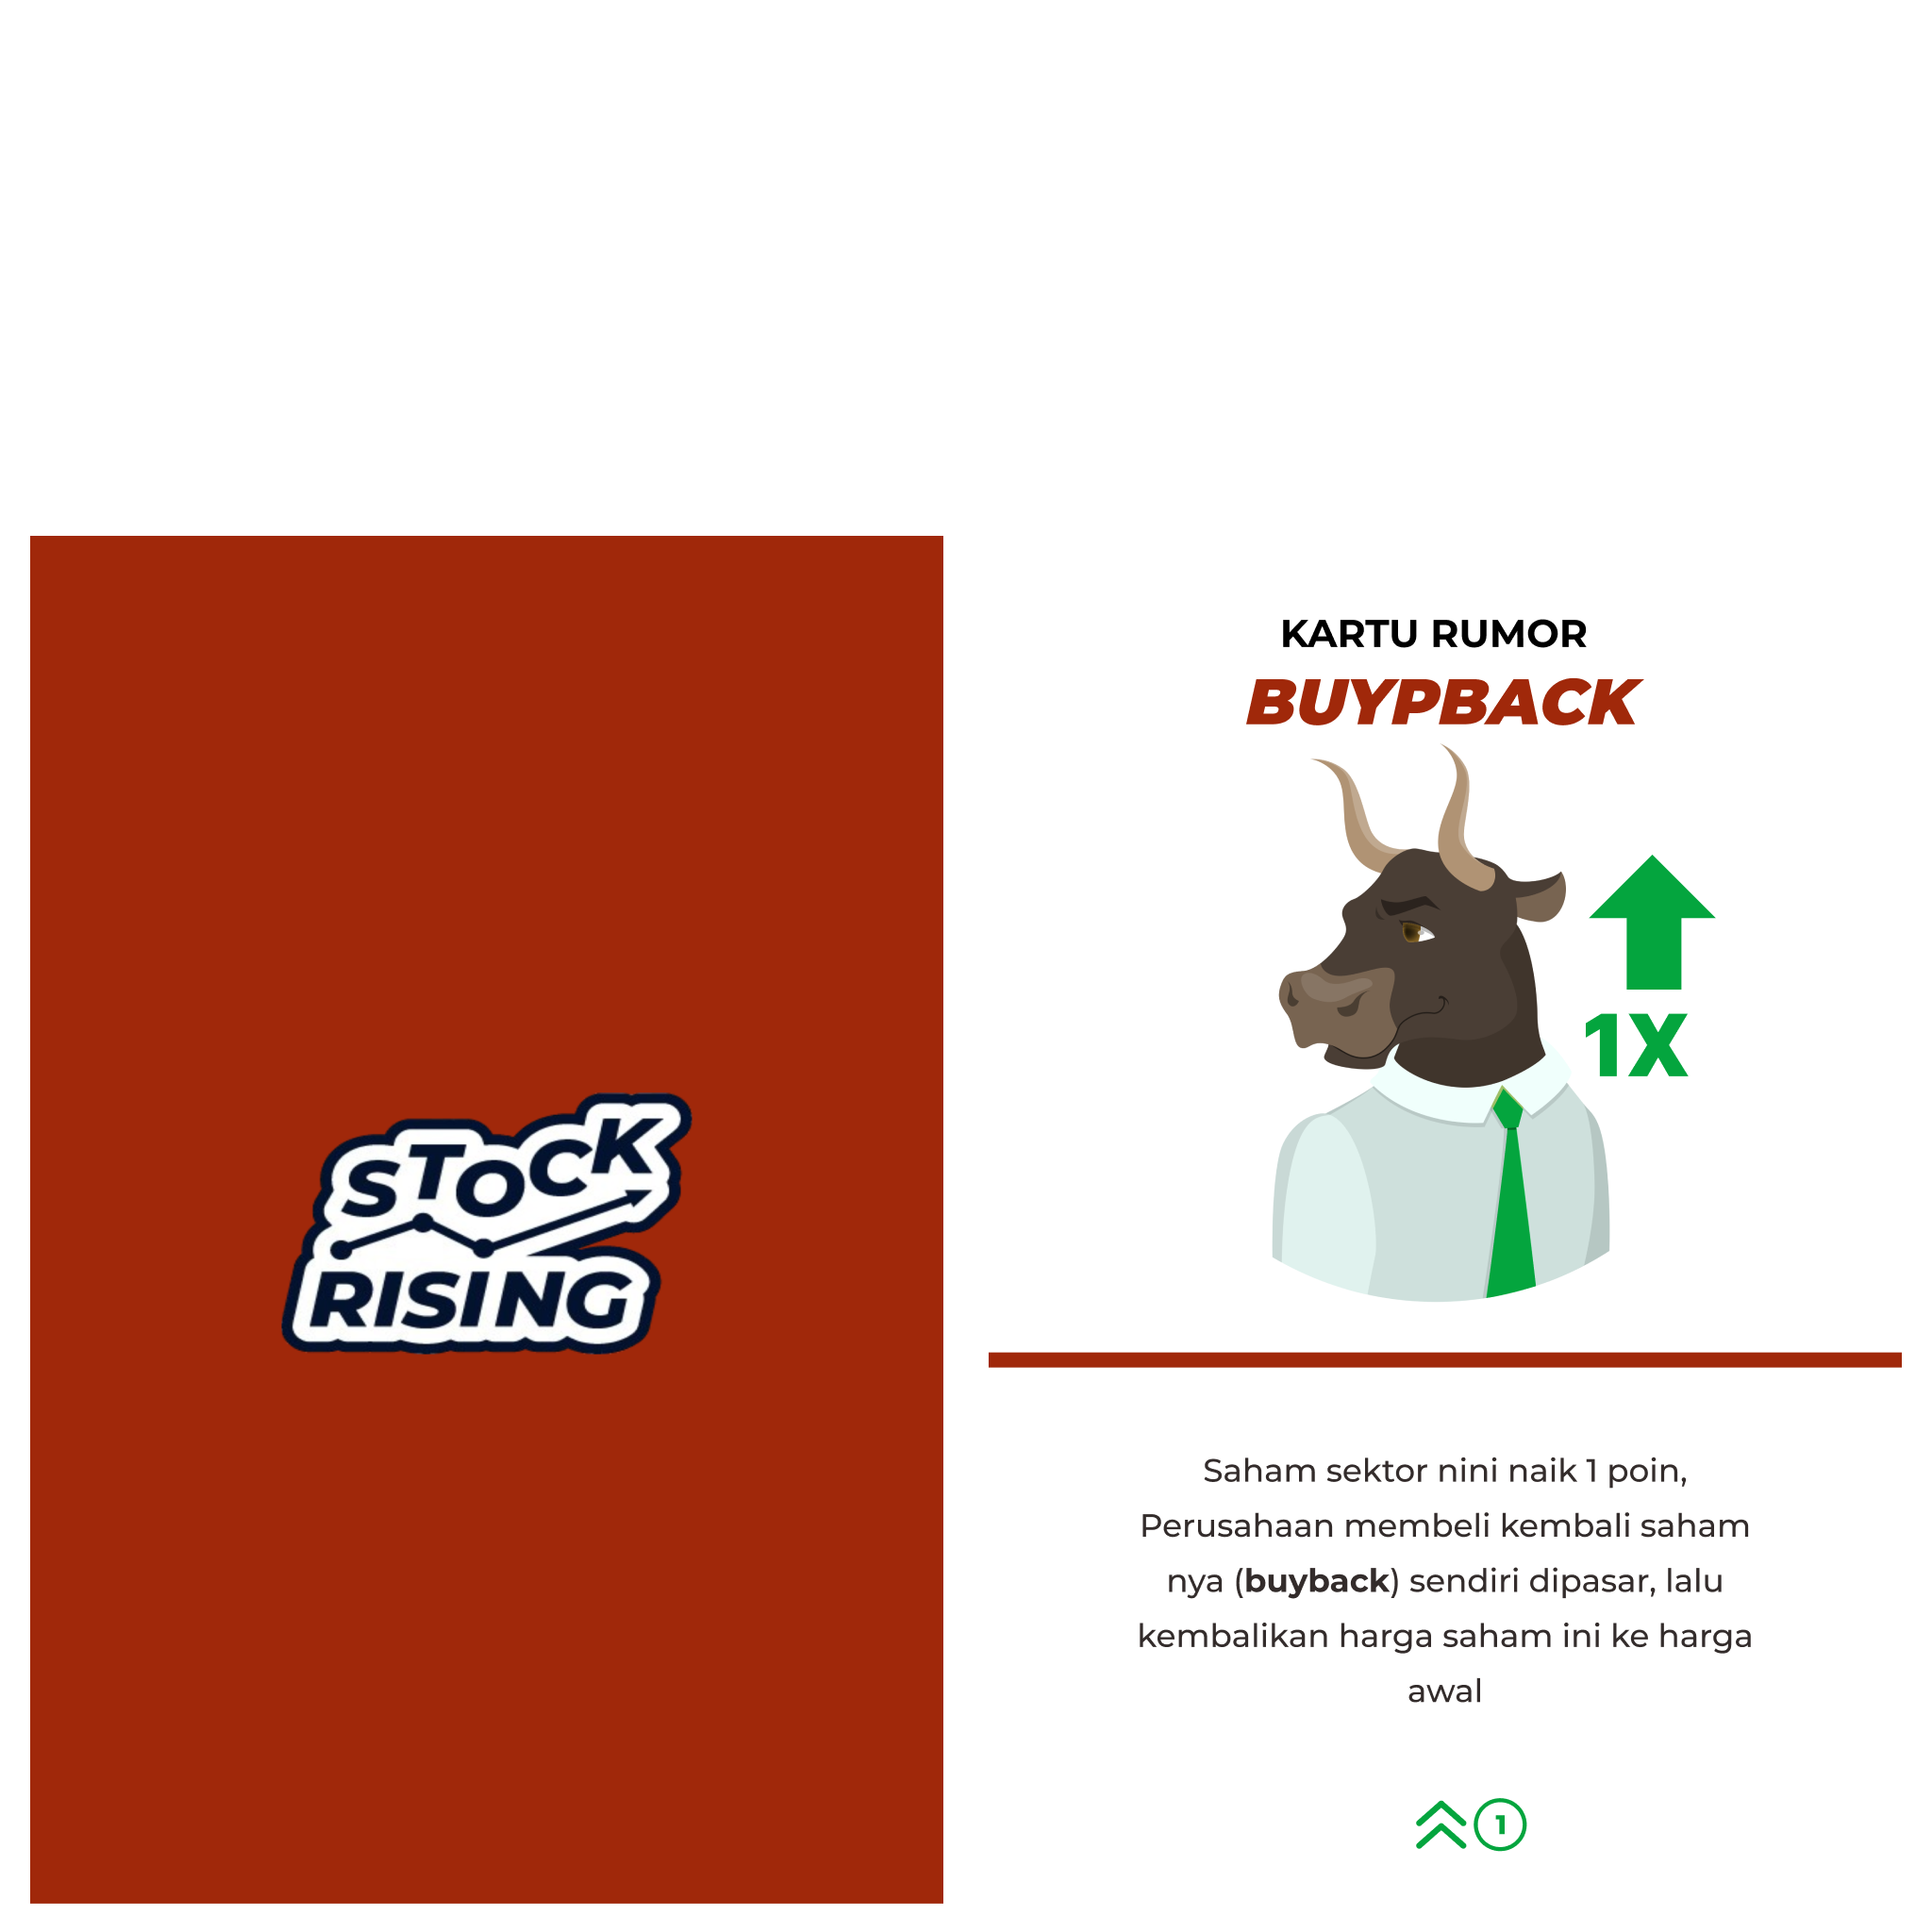 STOCK
RISING
KARTU RUMOR
BUYPBACK
1X
Saham sektor nini naik 1 poin,
Perusahaan membeli kembali saham
nya (buyback) sendiri dipasar, lalu
kembalikan harga saham ini ke harga
awal
1